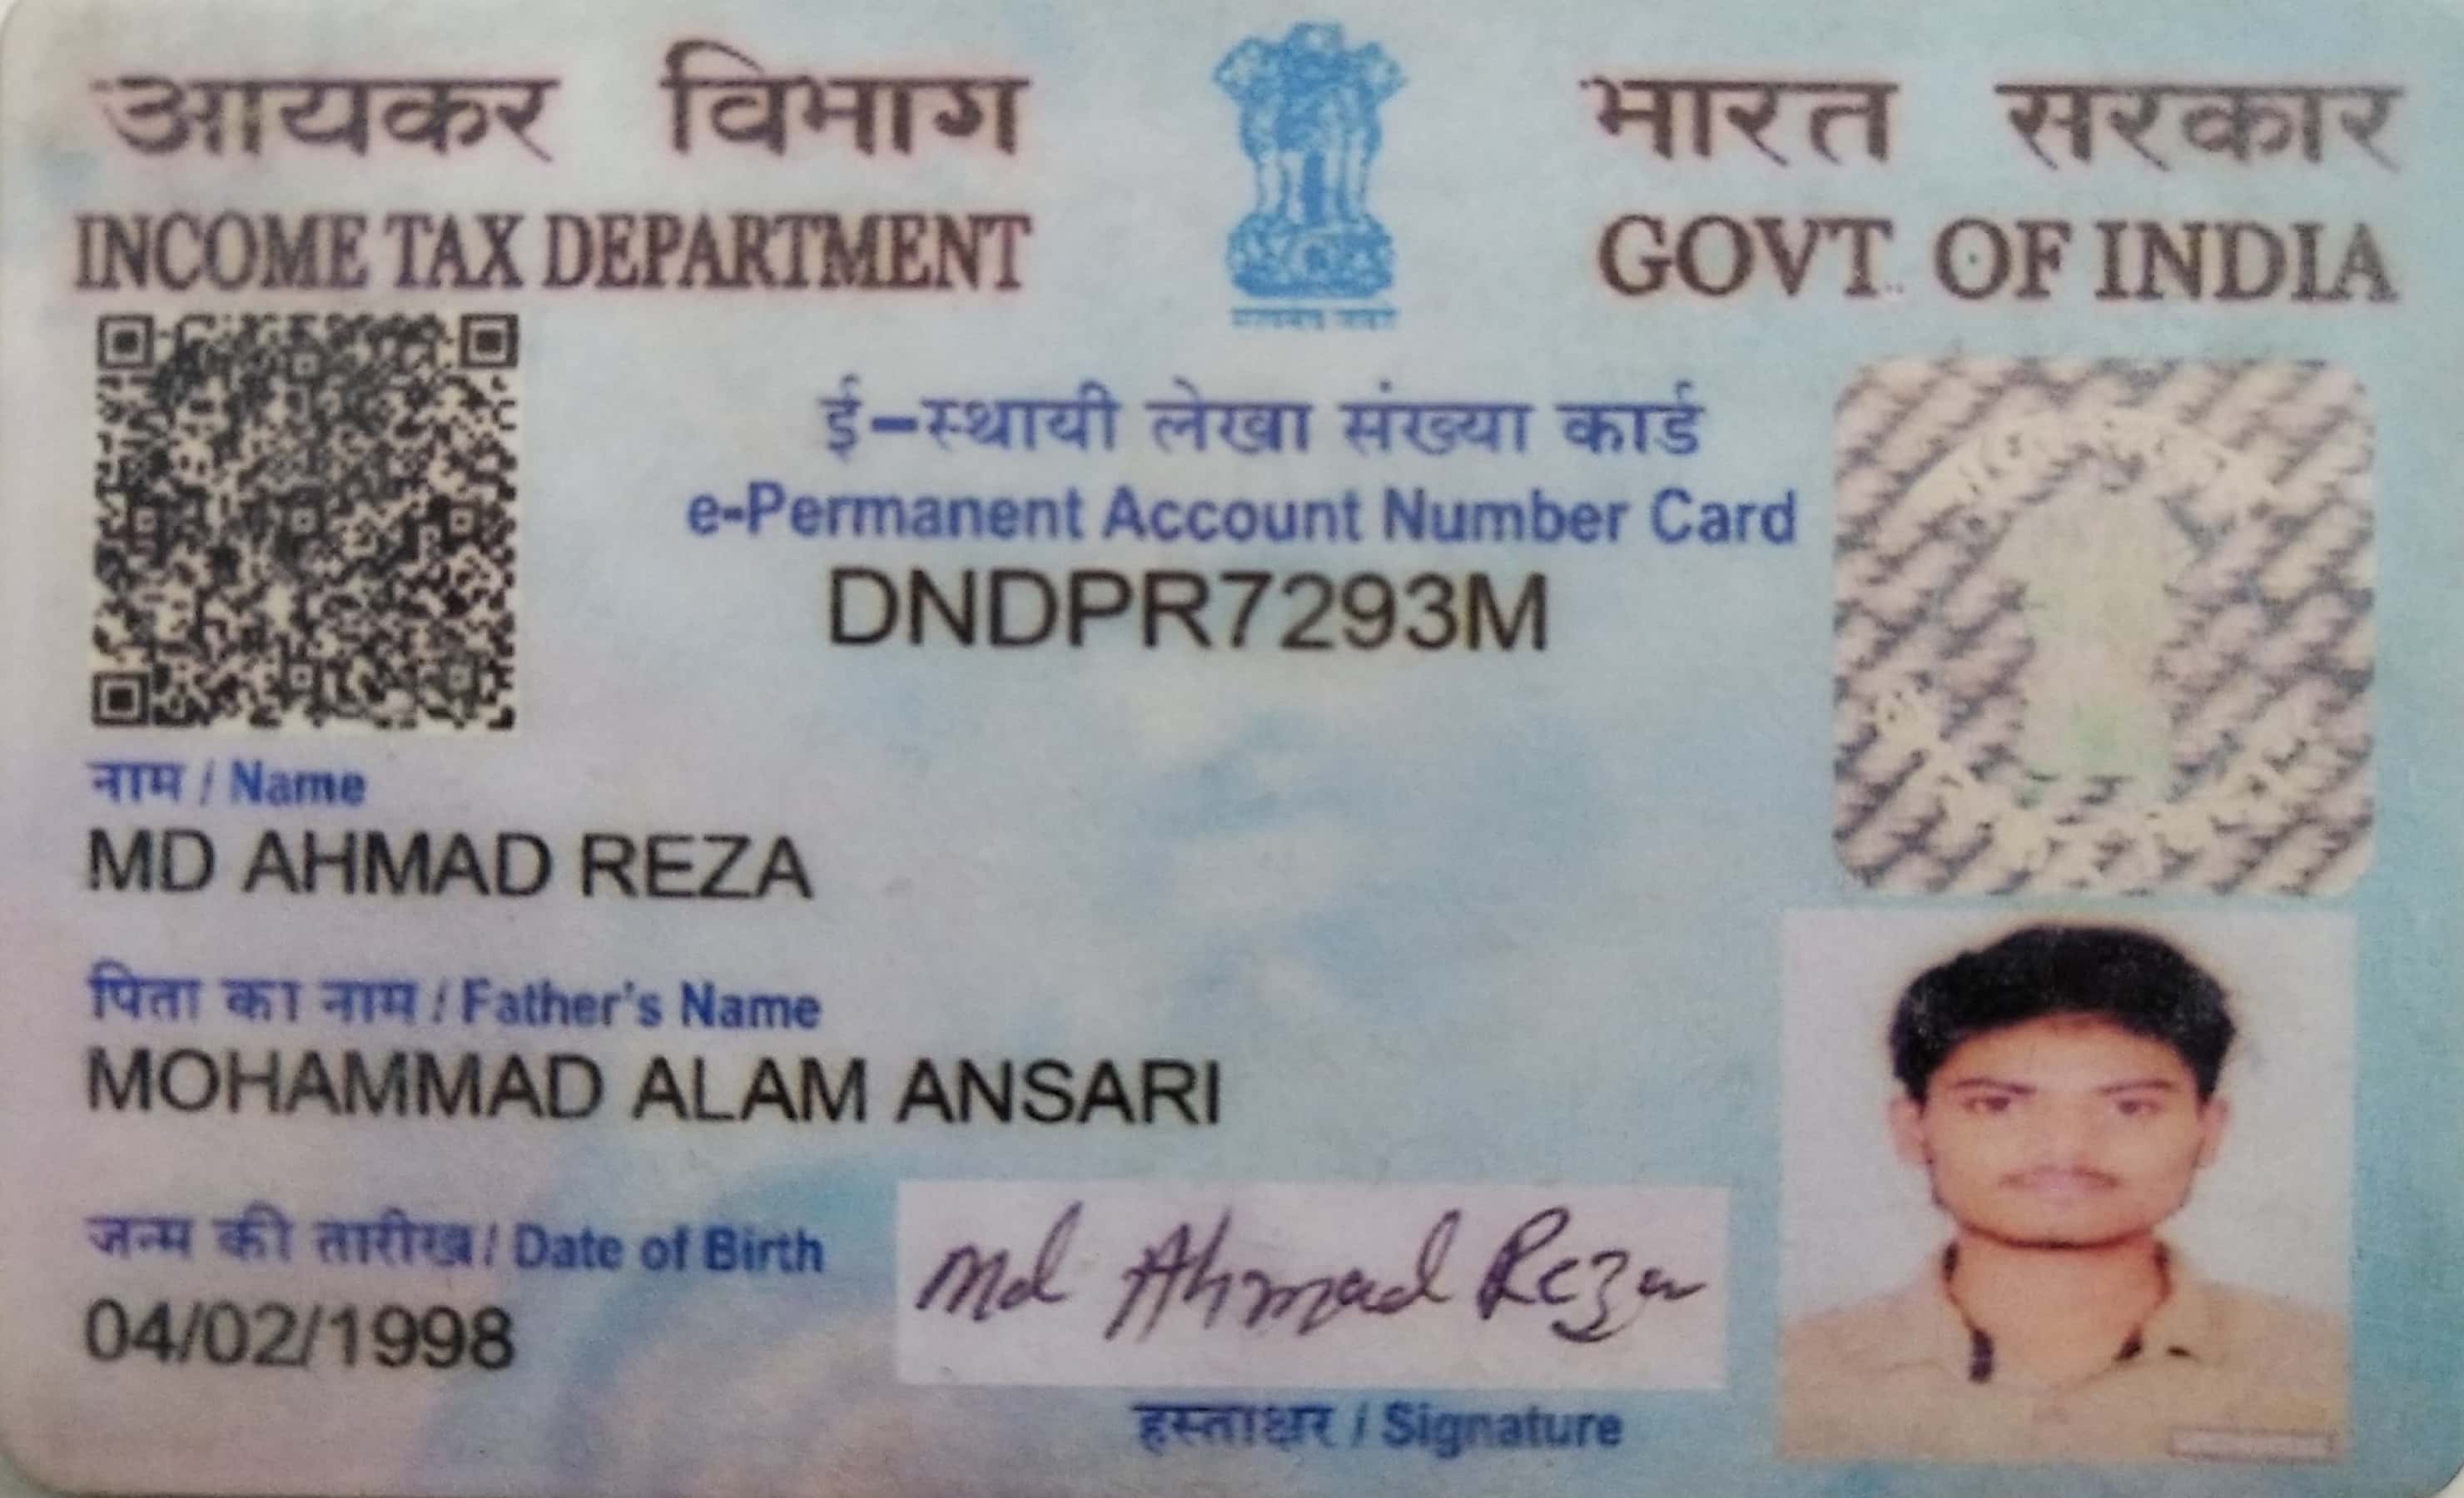 आयकर विभाग
INCOME TAX DEPARTMENT
भारत सरकार
GOVT. OF INDIA
ई-स्थायी लेखा संख्या कार्ड
e-Permanent Account Number Card
DNDPR7293M
नाम / Name
MD AHMAD REZA
पिता का नाम / Father's Name
MOHAMMAD ALAM ANSARI
जन्म की तारीख / Date of Birth
04/02/1998
Md Ahmad Reza
हस्ताक्षर / Signature